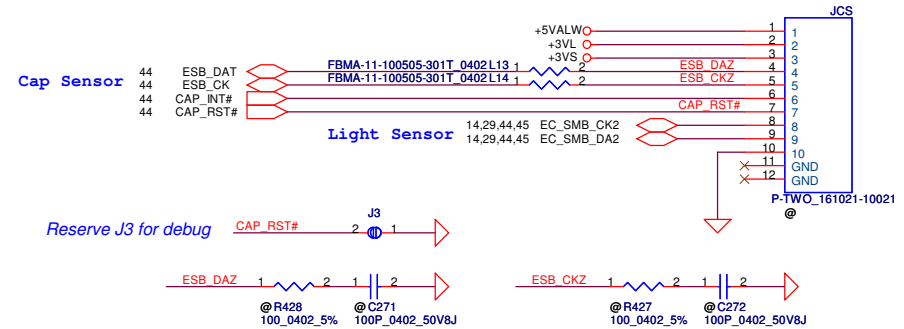 JCS
+5VALW 1 1
+3VL 2 2
+3VS 3 3
Cap Sensor 44 ESB_DAT FBMA-11-100505-301T_0402 L13 1 2 ESB_DAZ 4 4
44 ESB_CK FBMA-11-100505-301T_0402 L14 1 2 ESB_CKZ 5 5
44 CAP_INT# 6 6
44 CAP_RST# CAP_RST# 7 7
Light Sensor 14,29,44,45 EC_SMB_CK2 8 8
14,29,44,45 EC_SMB_DA2 9 9
10 10
11 GND
12 GND
P-TWO_161021-10021
@
J3
Reserve J3 for debug CAP_RST# 2 1
ESB_DAZ 1 2 1 2 ESB_CKZ 1 2 1 2
@ R428 @ C271 @ R427 @ C272
100_0402_5% 100P_0402_50V8J 100_0402_5% 100P_0402_50V8J